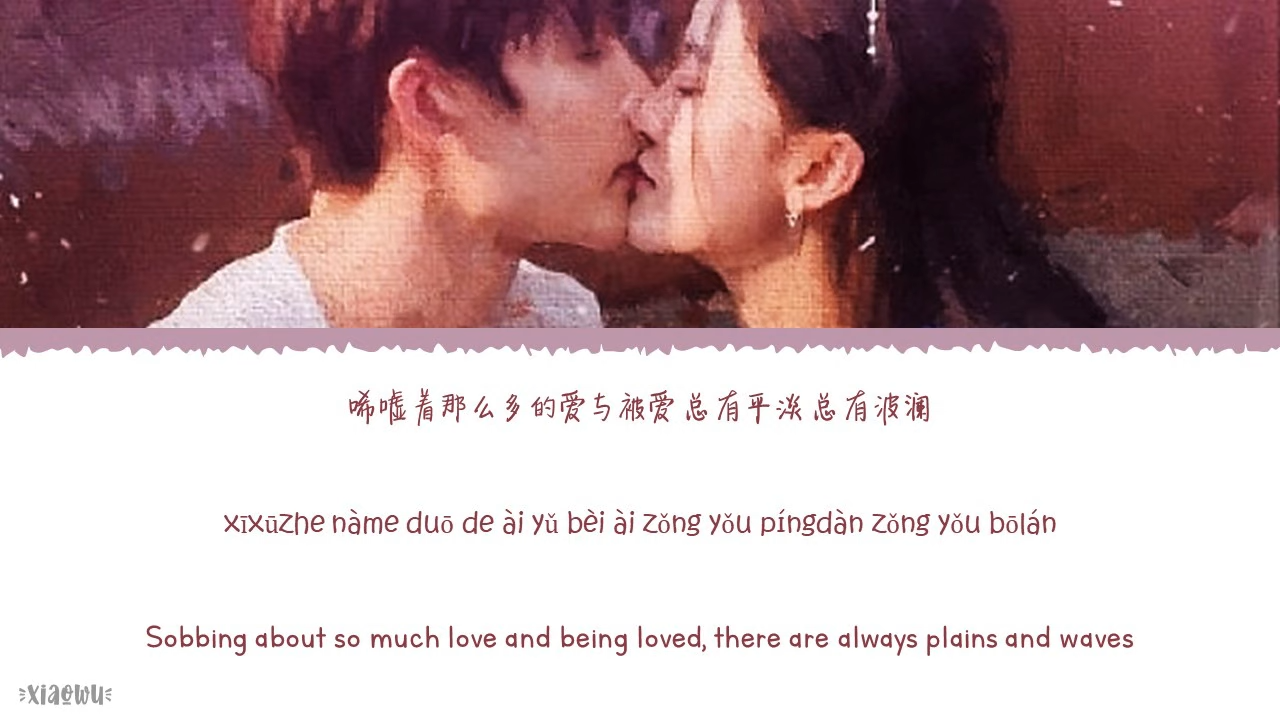 唏嘘着那么多的爱与被爱 总有平淡 总有波澜
xīxūzhe nàme duō de ài yǔ bèi ài zǒng yǒu píngdàn zǒng yǒu bōlán
Sobbing about so much love and being loved, there are always plains and waves
xiaowu